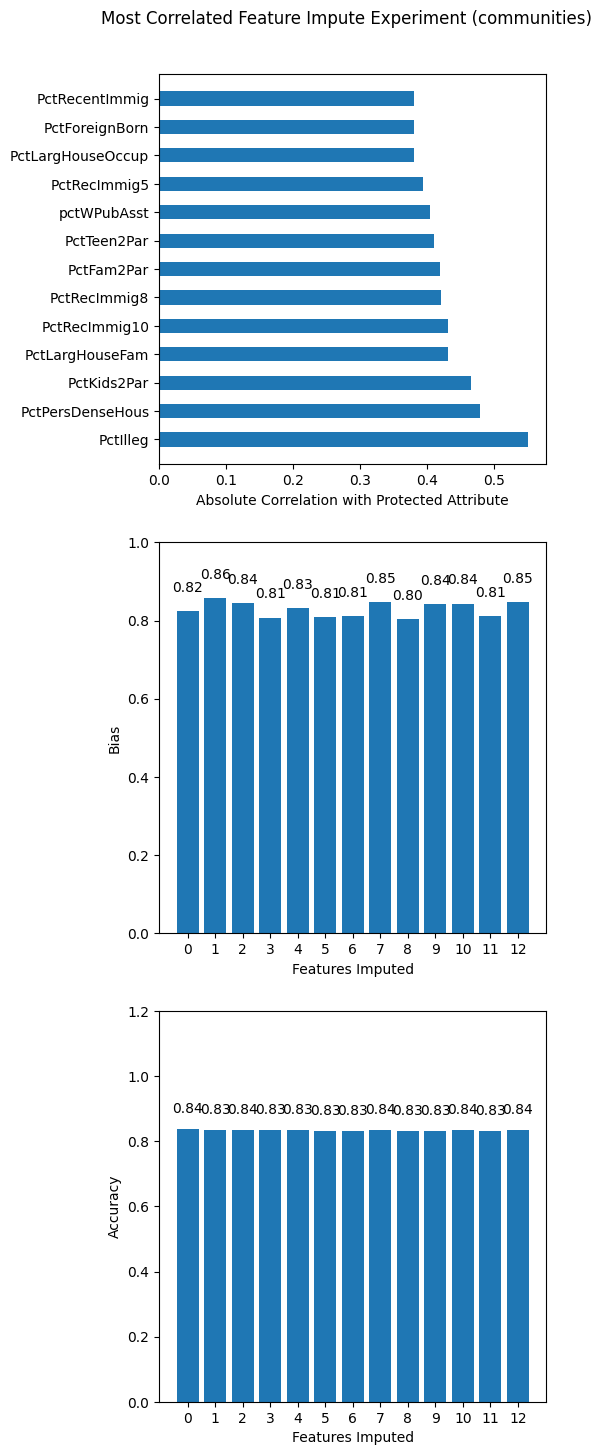 Most Correlated Feature Impute Experiment (communities)
PctRecentImmig
PctForeignBorn
PctLargHouseOccup
PctRecImmig5
pctWPubAsst
PctTeen2Par
PctFam2Par
PctRecImmig8
PctRecImmig10
PctLargHouseFam
PctKids2Par
PctPersDenseHous
PctIlleg
0.0 0.1 0.2 0.3 0.4 0.5
Absolute Correlation with Protected Attribute
1.0
0.8
0.6
0.4
0.2
0.0
Bias
0.82 0.86 0.84 0.81 0.83 0.81 0.81 0.85 0.80 0.84 0.84 0.81 0.85
0 1 2 3 4 5 6 7 8 9 10 11 12
Features Imputed
1.2
1.0
0.8
0.6
0.4
0.2
0.0
Accuracy
0.84 0.83 0.84 0.83 0.83 0.83 0.83 0.84 0.83 0.83 0.84 0.83 0.84
0 1 2 3 4 5 6 7 8 9 10 11 12
Features Imputed